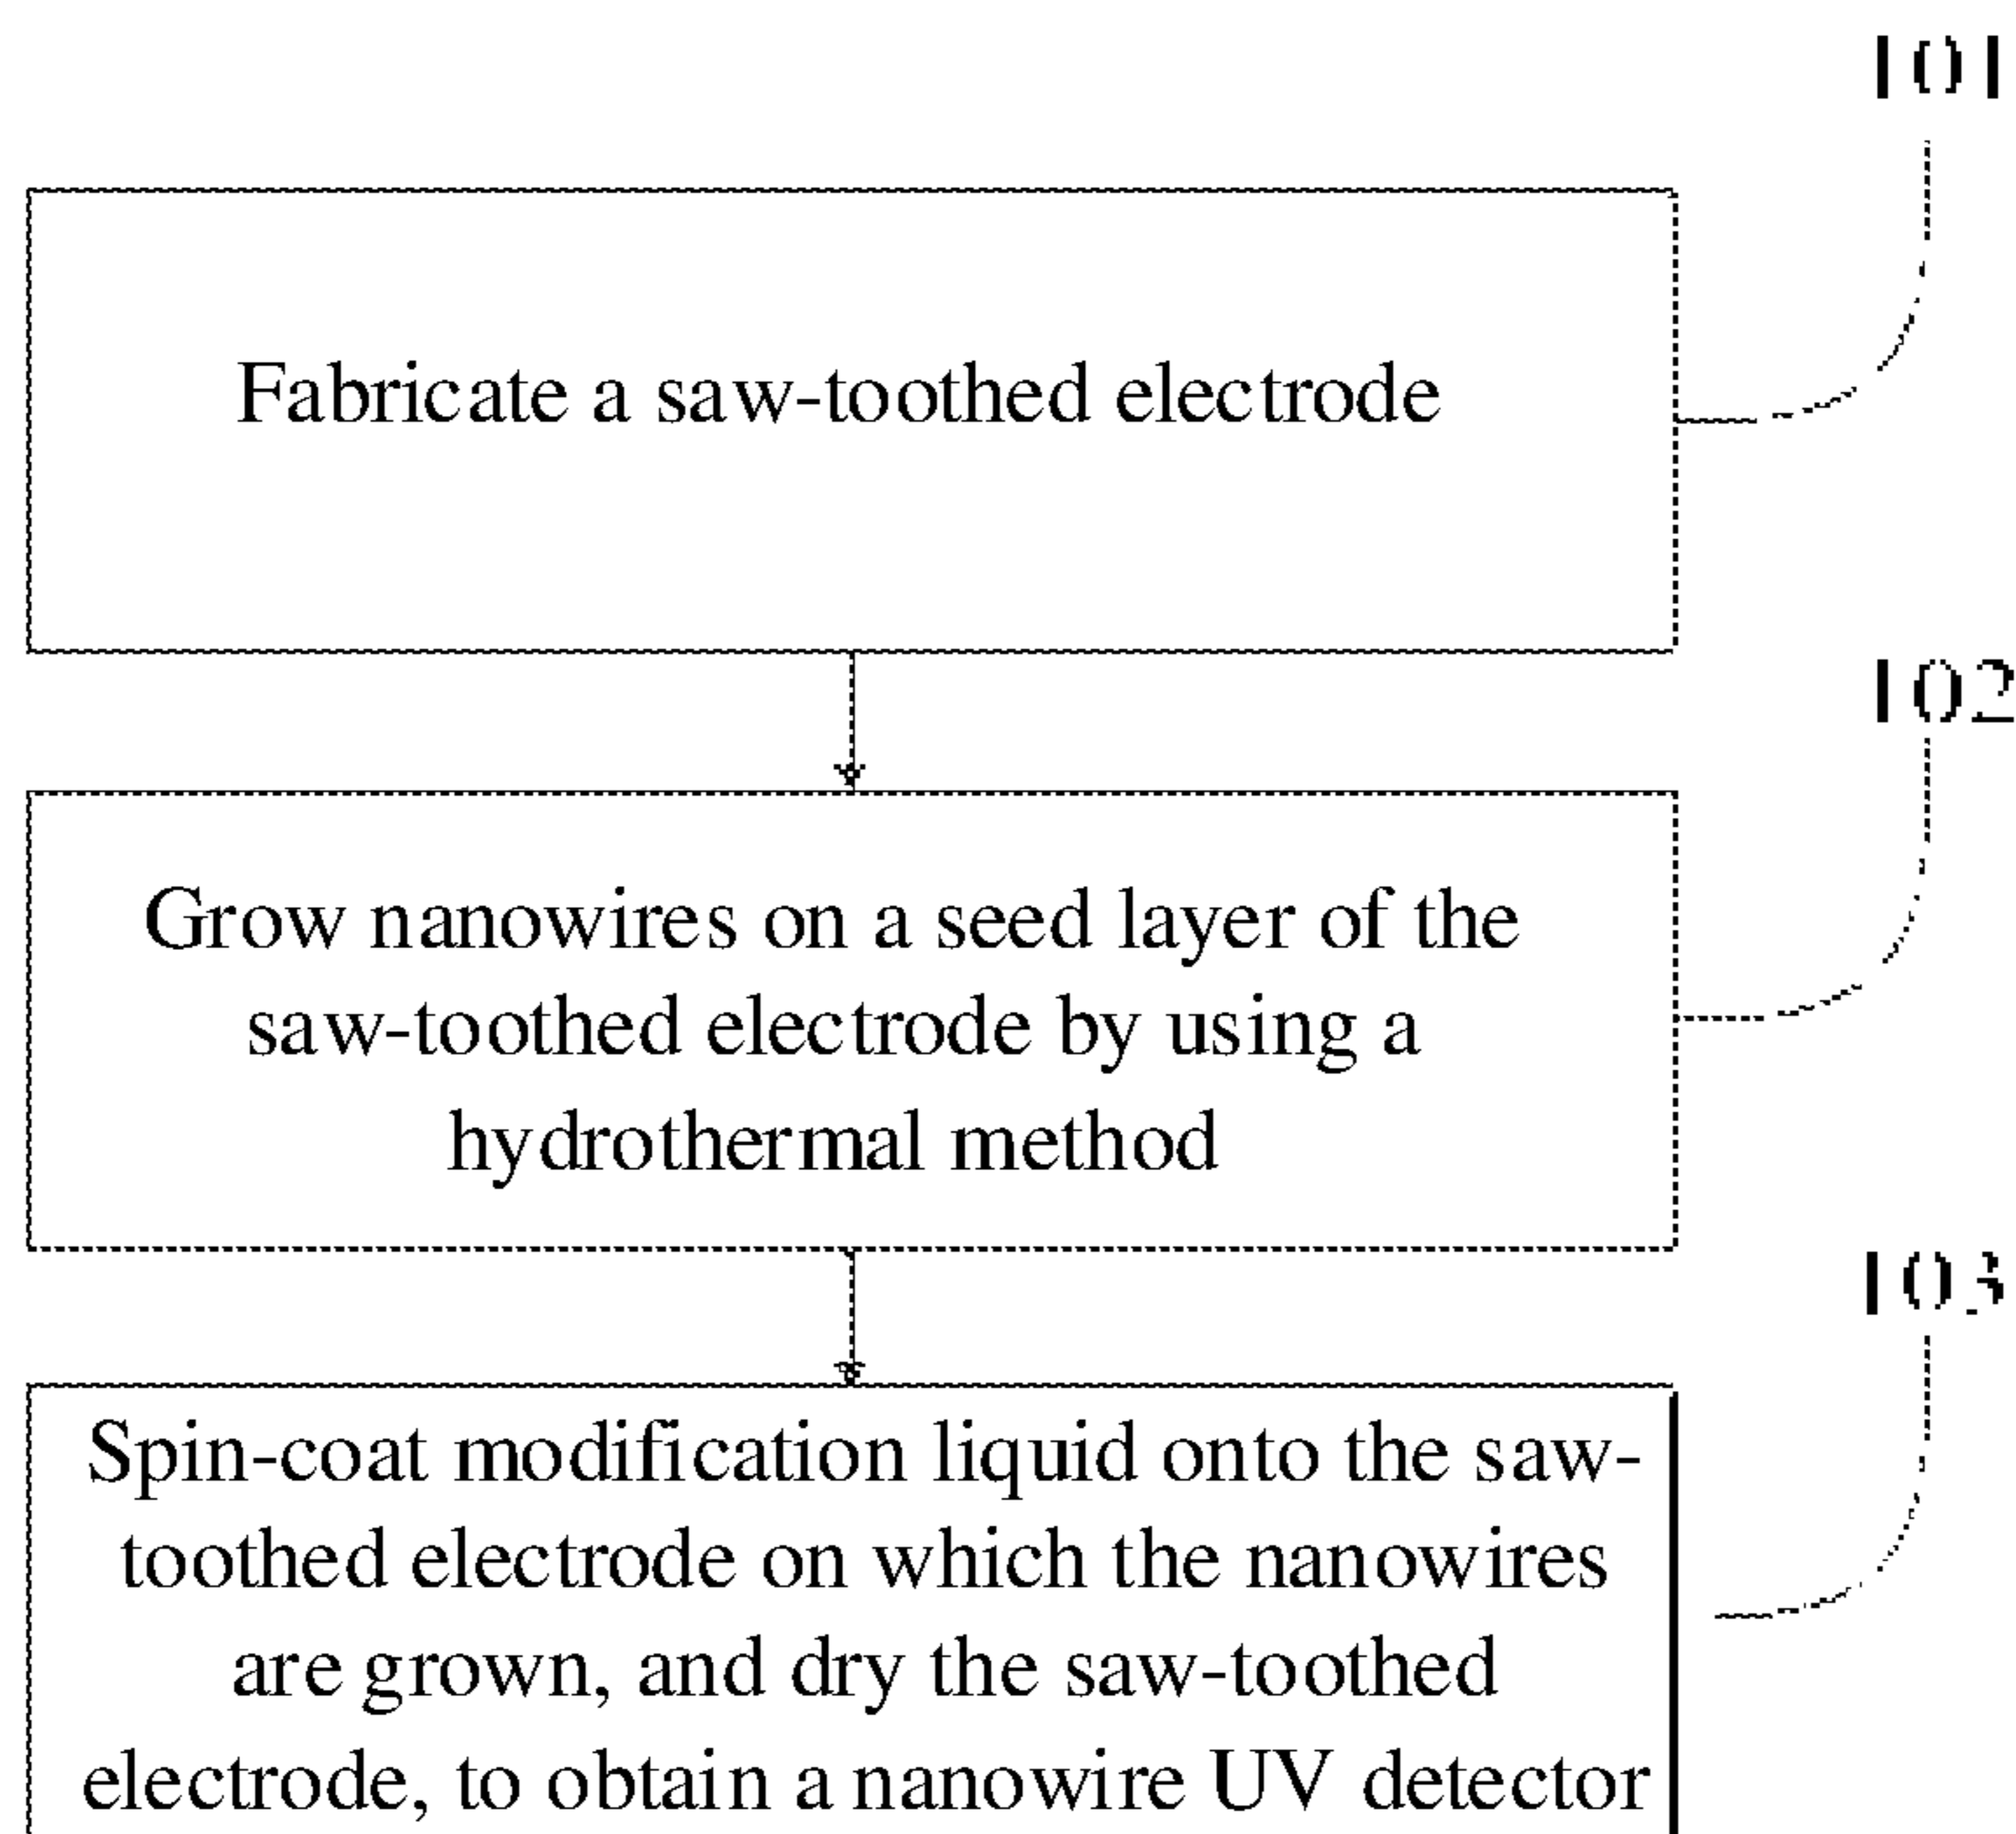 101
Fabricate a saw-toothed electrode
102
Grow nanowires on a seed layer of the
saw-toothed electrode by using a
hydrothermal method
103
Spin-coat modification liquid onto the saw-
toothed electrode on which the nanowires
are grown, and dry the saw-toothed
electrode, to obtain a nanowire UV detector